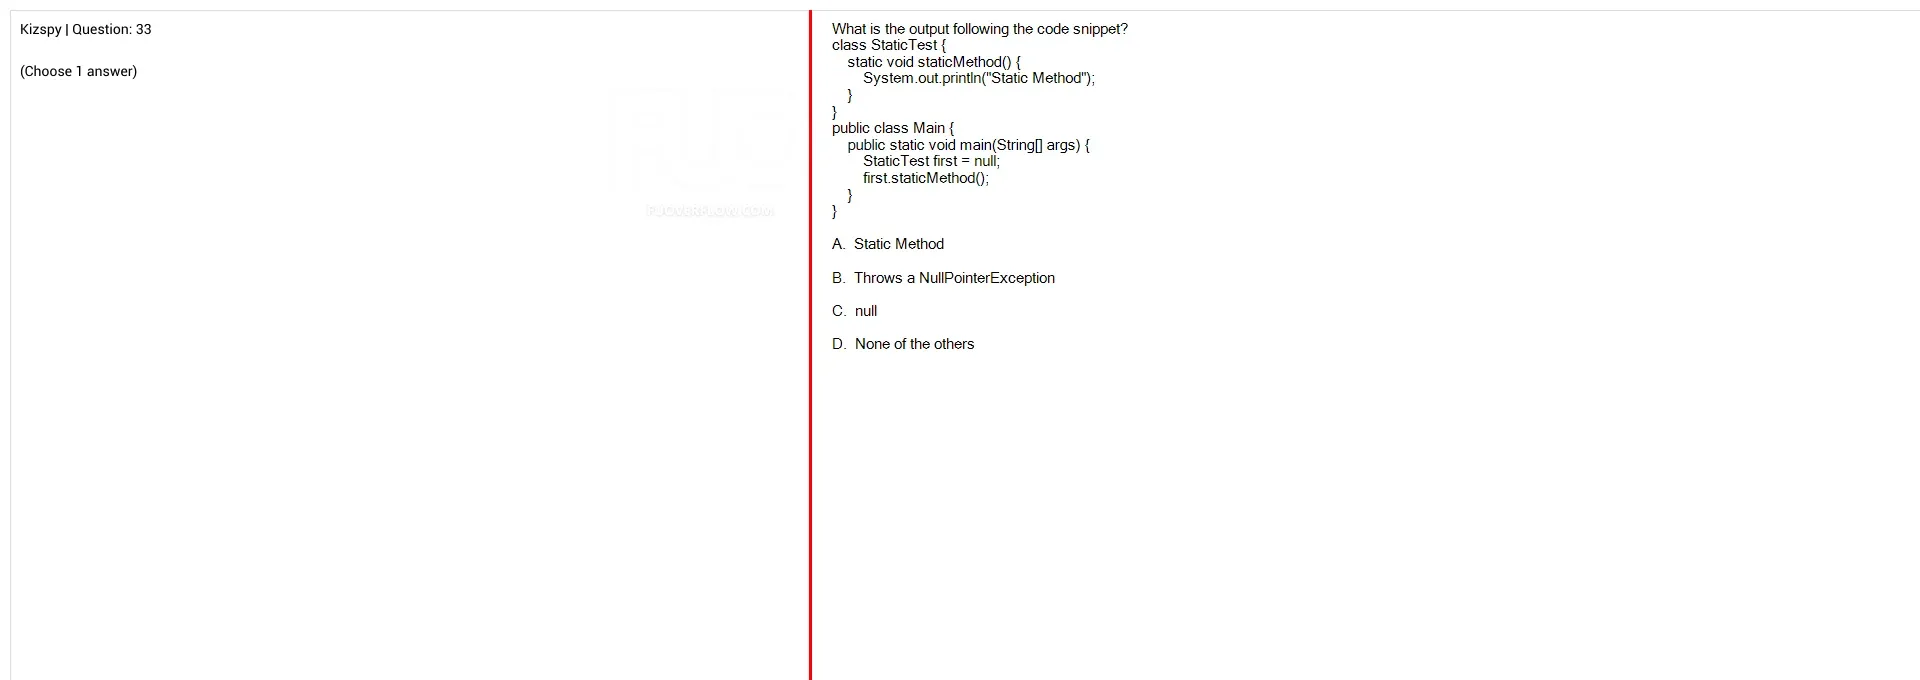 Kizspy | Question: 33
(Choose 1 answer)
FUOVERFLOW.COM
What is the output following the code snippet?
class StaticTest {
    static void staticMethod() {
        System.out.println("Static Method");
    }
}
public class Main {
    public static void main(String[] args) {
        StaticTest first = null;
        first.staticMethod();
    }
}
A.  Static Method
B.  Throws a NullPointerException
C.  null
D.  None of the others